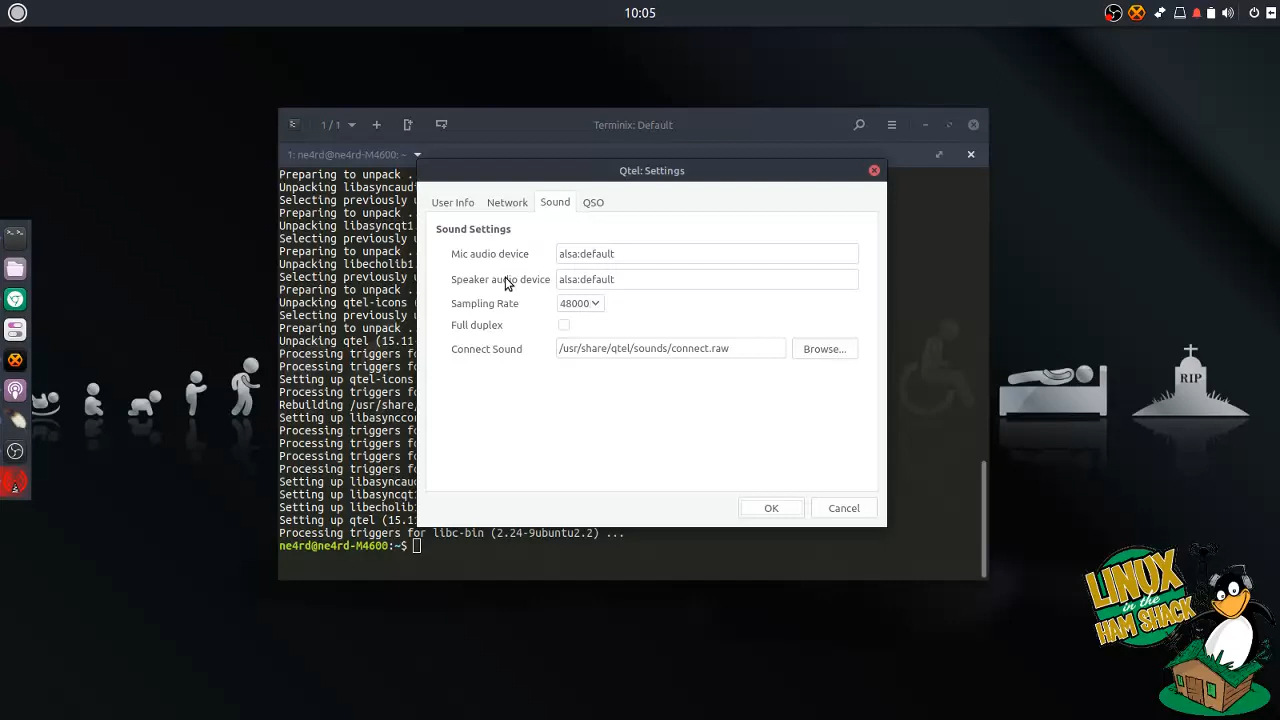 10:05
1 / 1
Terminix: Default
1: ne4rd@ne4rd-M4600: ~
Qtel: Settings
User Info Network Sound QSO
Sound Settings
Mic audio device alsa:default
Speaker audio device alsa:default
Sampling Rate 48000
Full duplex
Connect Sound /usr/share/qtel/sounds/connect.raw Browse...
OK Cancel
Preparing to unpack .
Unpacking libasyncaud
Selecting previously u
Preparing to unpack ..
Unpacking libasyncqt1.
Selecting previously u
Preparing to unpack ..
Unpacking libecholib1.
Selecting previously u
Preparing to unpack ..
Unpacking qtel-icons (
Selecting previously u
Preparing to unpack ..
Unpacking qtel (15.11-
Processing triggers fo
Processing triggers fo
Setting up qtel-icons
Processing triggers fo
Rebuilding /usr/share/
Setting up libasynccor
Processing triggers fo
Processing triggers fo
Processing triggers fo
Processing triggers fo
Setting up libasyncaud
Setting up libasyncqt1
Setting up libecholib1
Setting up qtel (15.11
Processing triggers for libc-bin (2.24-9ubuntu2.2) ...
ne4rd@ne4rd-M4600:~$
RIP
LINUX
in the
HAM SHACK